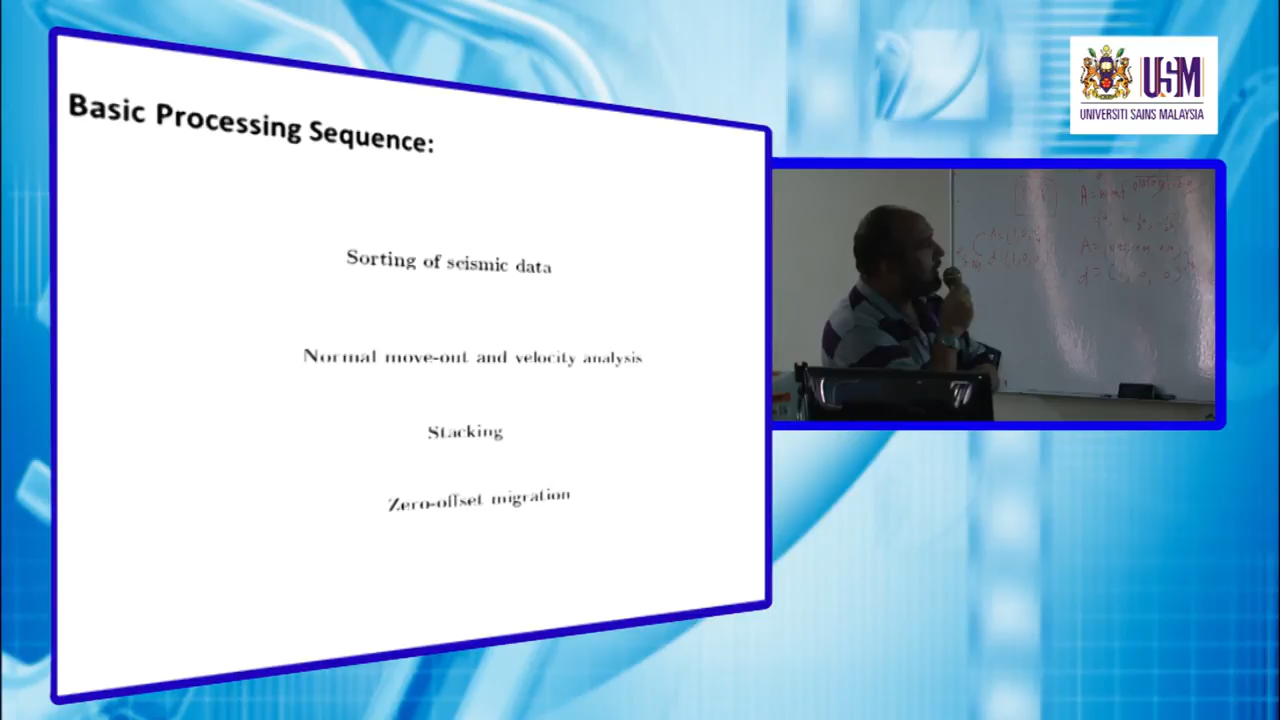 Basic Processing Sequence:
Sorting of seismic data
Normal move-out and velocity analysis
Stacking
Zero-offset migration
USM
UNIVERSITI SAINS MALAYSIA